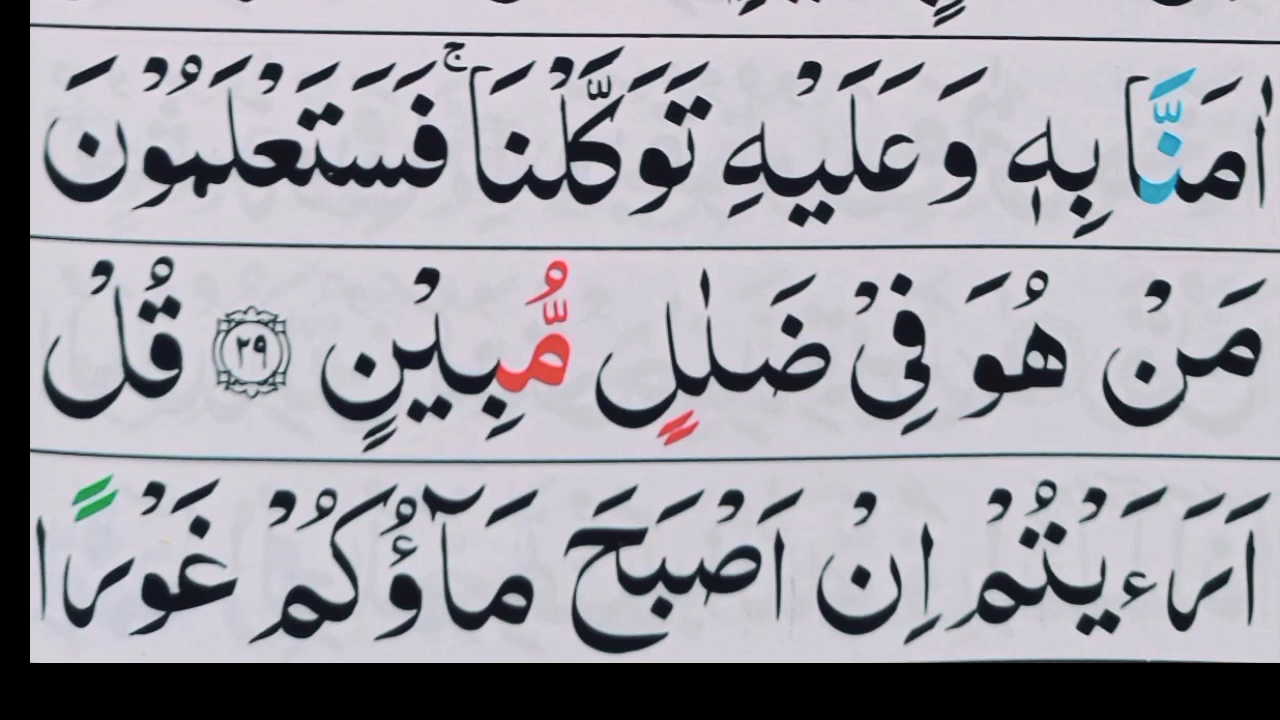 اٰمَنَّا بِهٖ وَعَلَيْهِ تَوَكَّلْنَا ۚ فَسَتَعْلَمُوْنَ
مَنْ هُوَ فِیْ ضَلٰلٍ مُّبِيْنٍ ٢٩ قُلْ
اَرَءَيْتُمْ اِنْ اَصْبَحَ مَآؤُكُمْ غَوْرًا